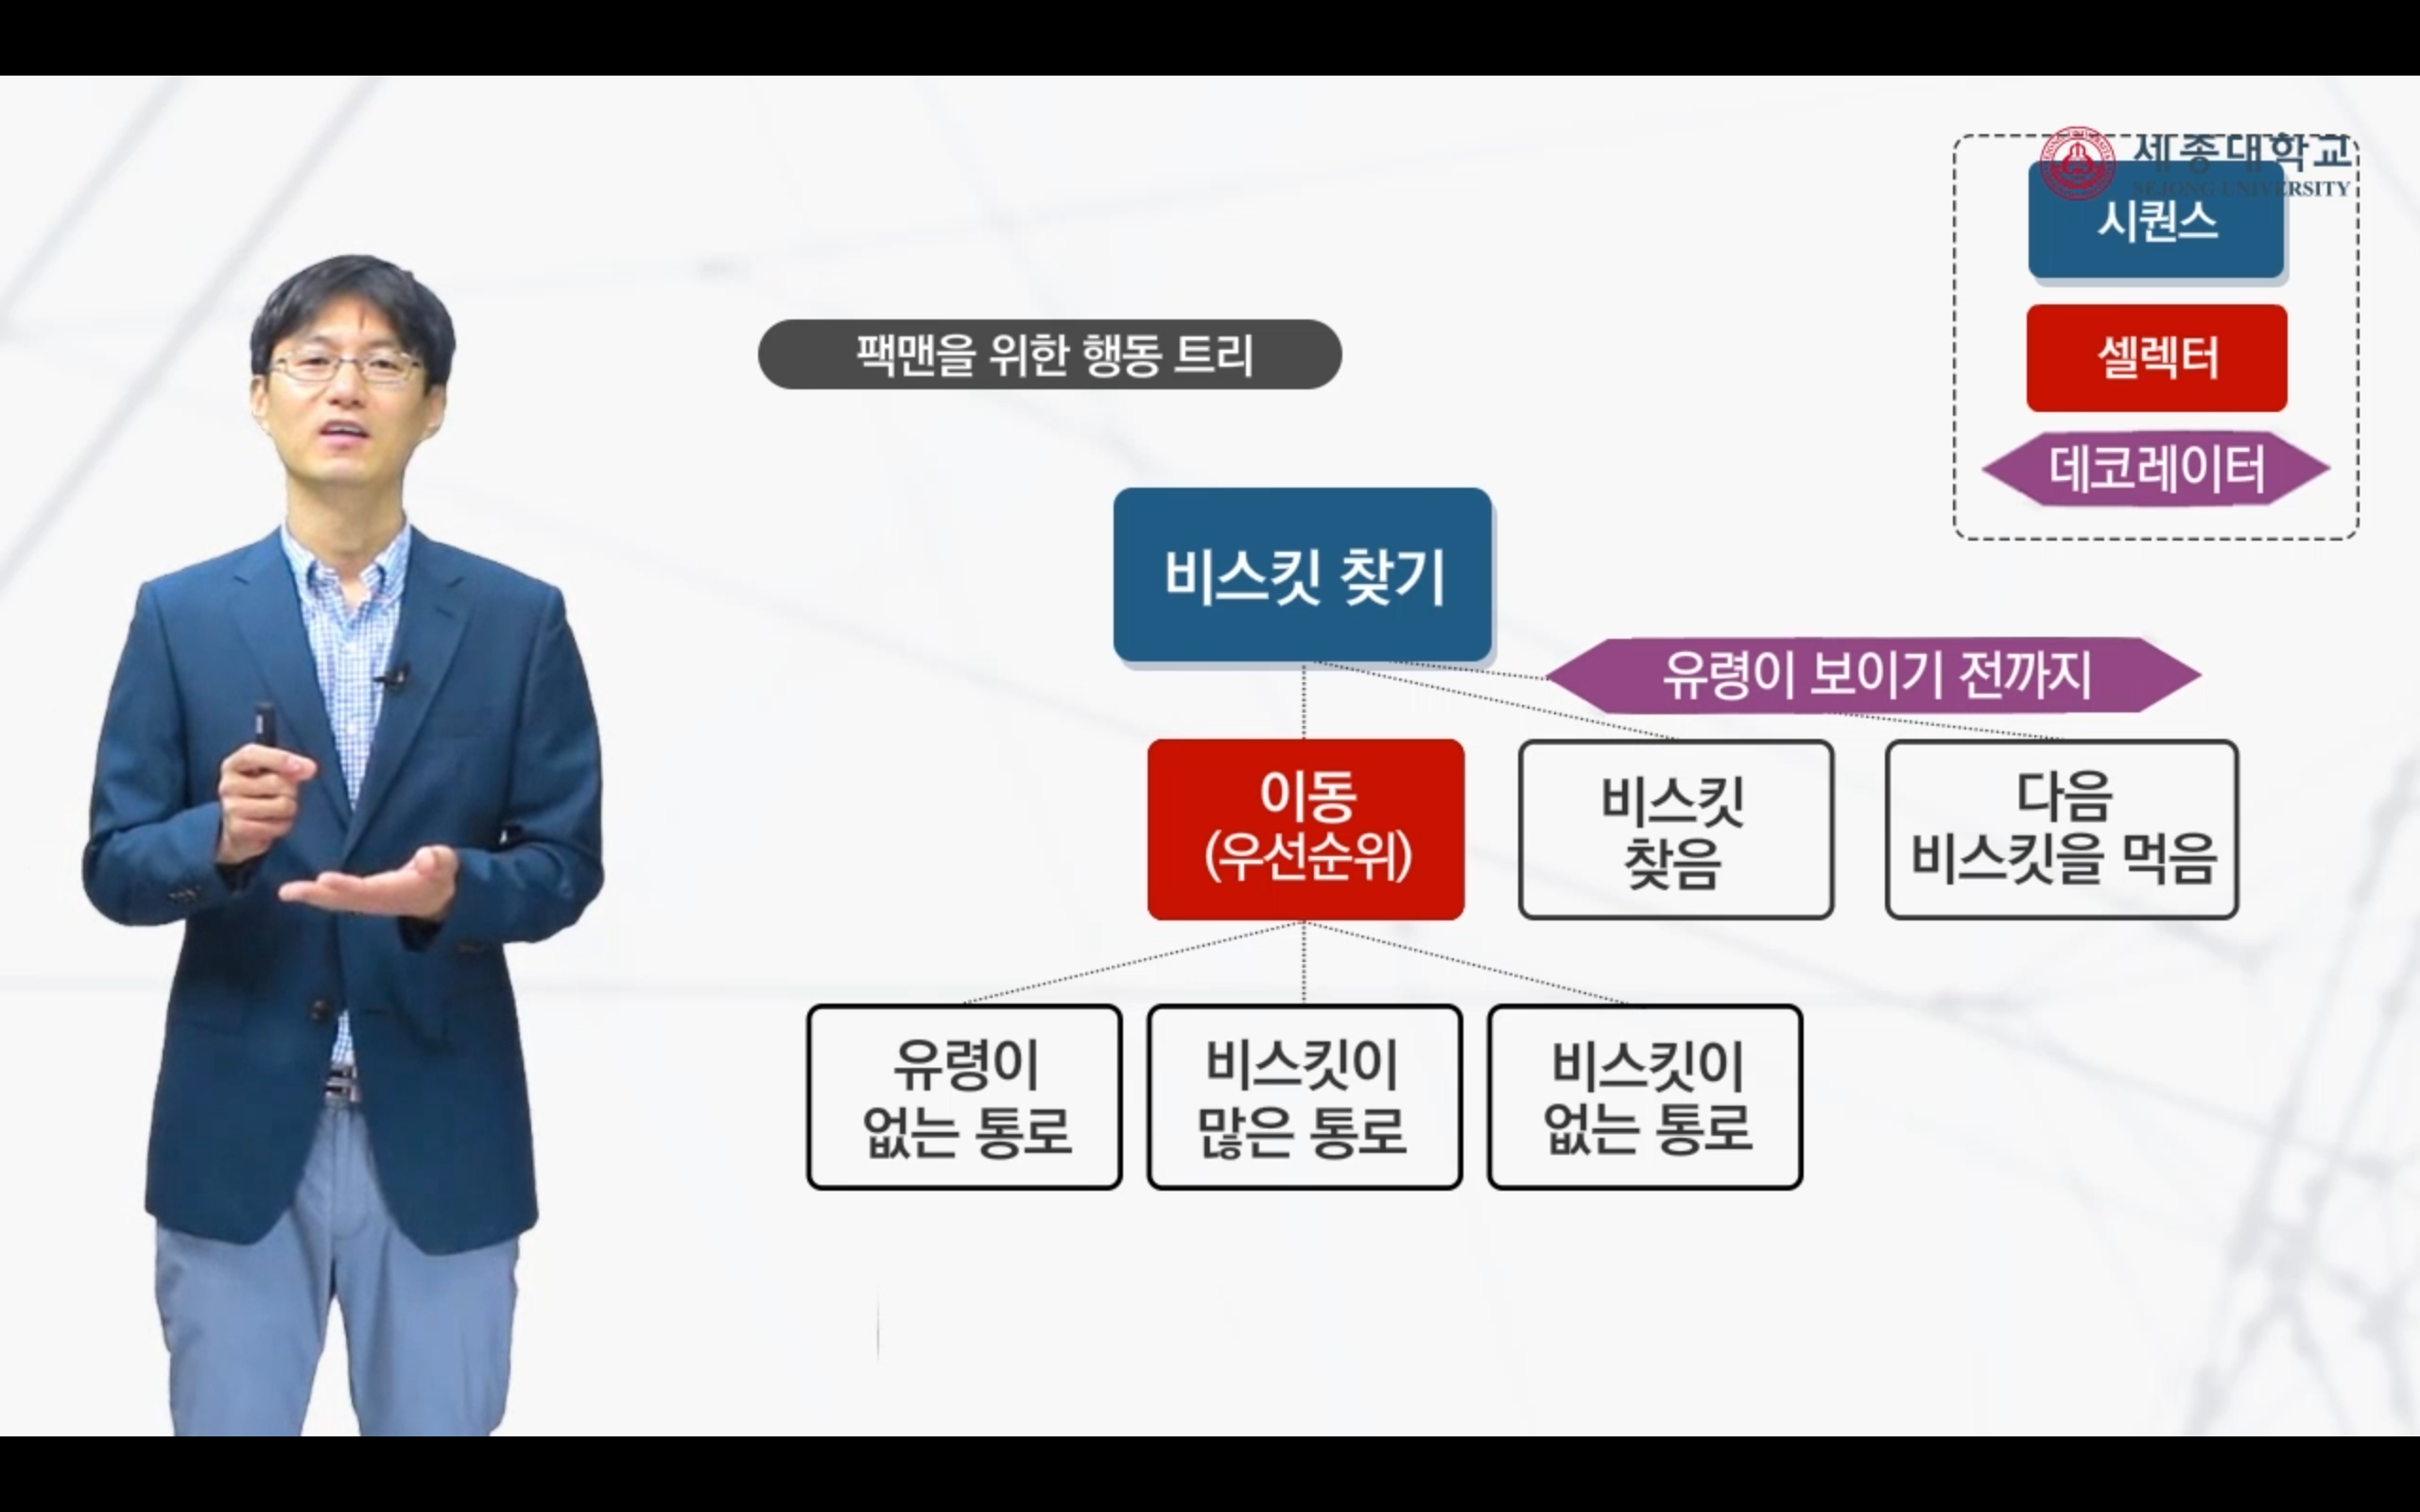 세종대학교
SEJONG UNIVERSITY
시퀀스
셀렉터
데코레이터
팩맨을 위한 행동 트리
비스킷 찾기
유령이 보이기 전까지
이동
(우선순위)
비스킷
찾음
다음
비스킷을 먹음
유령이
없는 통로
비스킷이
많은 통로
비스킷이
없는 통로